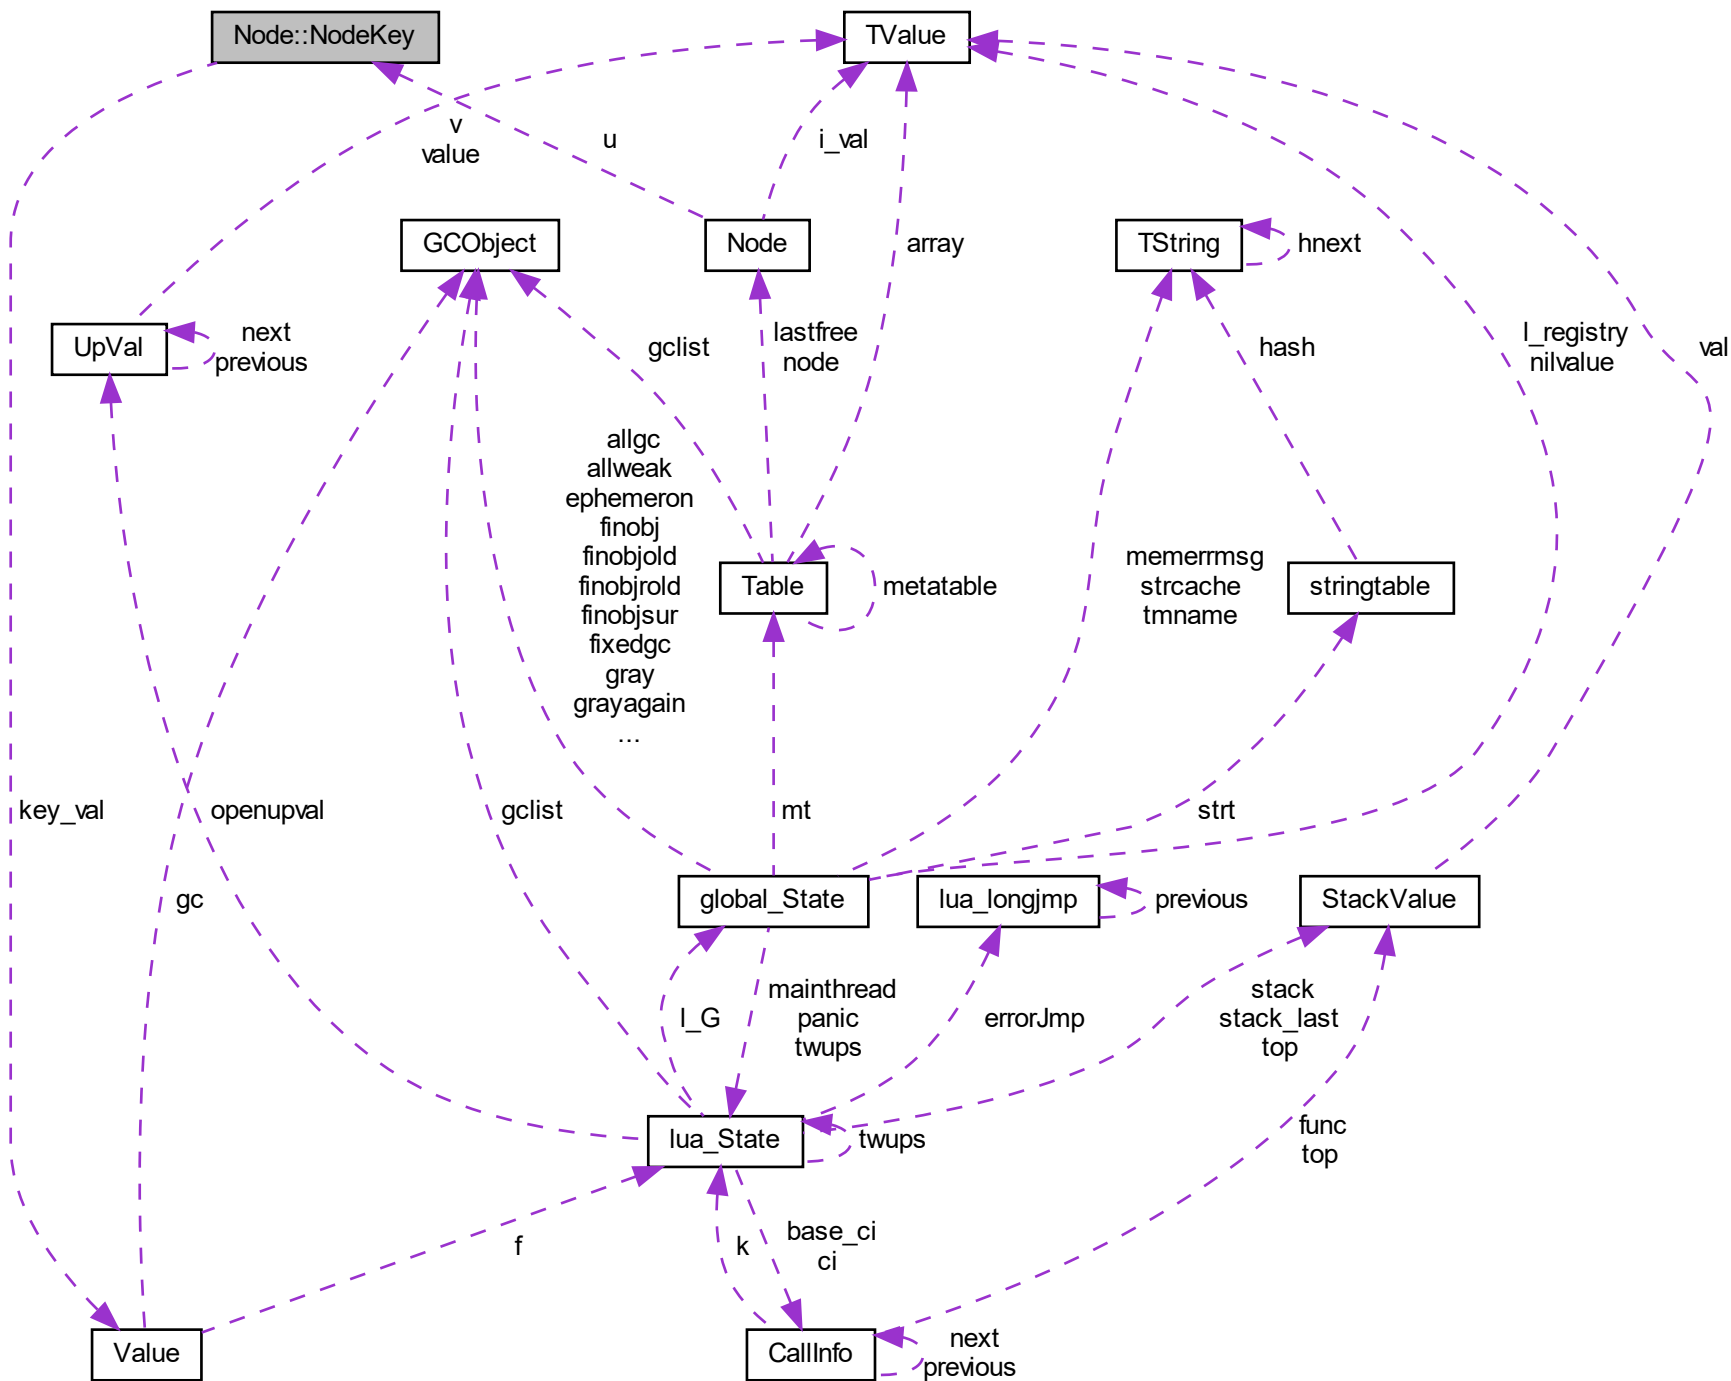 Node::NodeKey
TValue
v
value
u
i_val
GCObject
Node
array
TString
hnext
UpVal
next
previous
gclist
lastfree
node
hash
l_registry
nilvalue
val
allgc
allweak
ephemeron
finobj
finobjold
finobjrold
finobjsur
fixedgc
gray
grayagain
...
Table
metatable
memerrmsg
strcache
tmname
stringtable
key_val
openupval
gclist
mt
strt
gc
global_State
lua_longjmp
previous
StackValue
l_G
mainthread
panic
twups
errorJmp
stack
stack_last
top
lua_State
twups
func
top
f
k
base_ci
ci
Value
CallInfo
next
previous